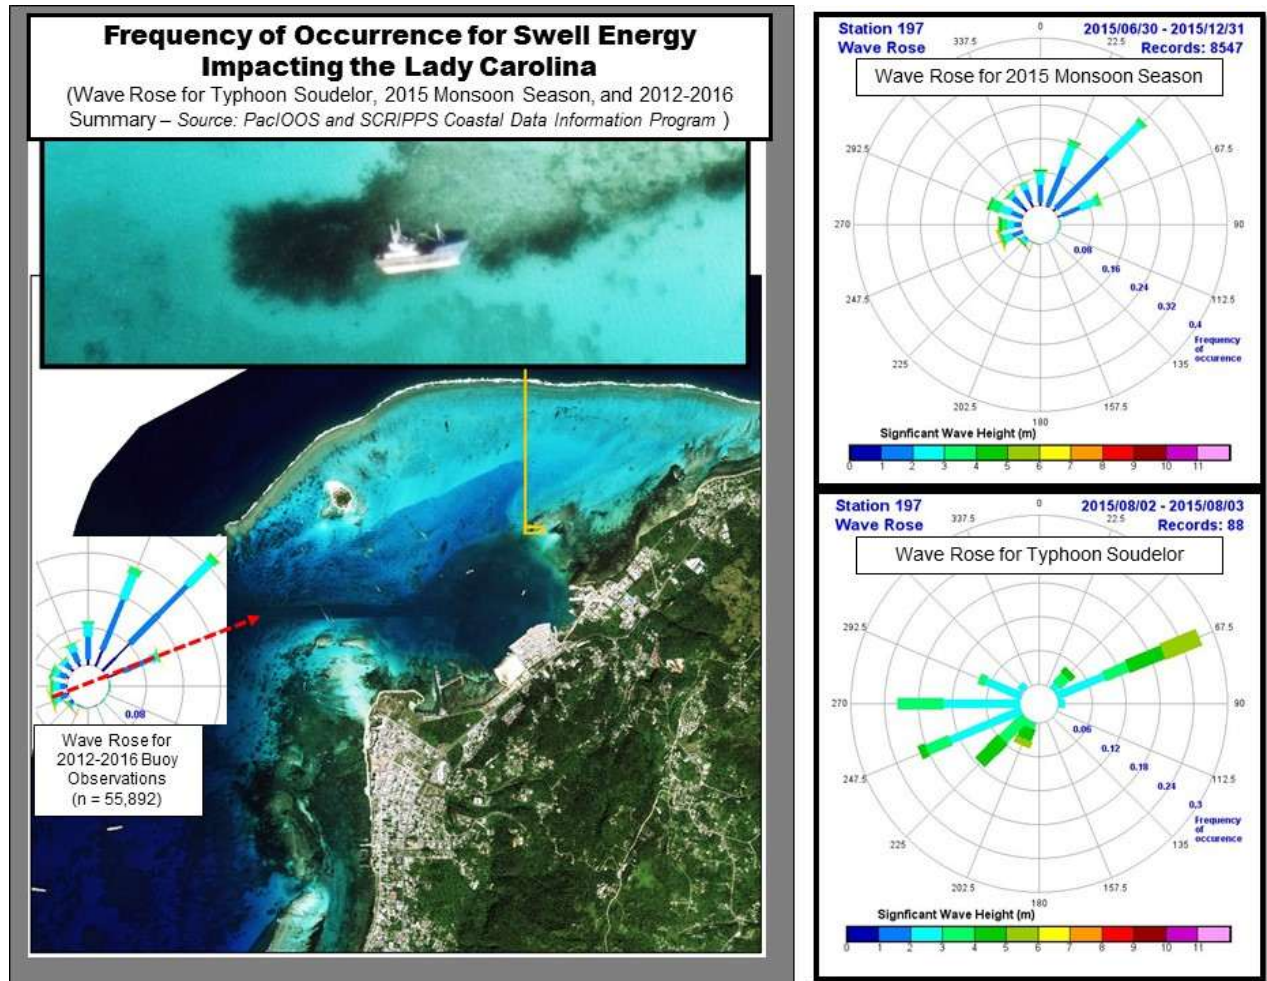 Frequency of Occurrence for Swell Energy
Impacting the Lady Carolina
(Wave Rose for Typhoon Soudelor, 2015 Monsoon Season, and 2012-2016
Summary – Source: PacIOOS and SCRIPPS Coastal Data Information Program )
0.08
Wave Rose for
2012-2016 Buoy
Observations
(n = 55,892)
Station 197
Wave Rose
2015/06/30 - 2015/12/31
Records: 8547
Wave Rose for 2015 Monsoon Season
0
22.5
67.5
90
112.5
135
157.5
180
202.5
225
247.5
270
292.5
337.5
0.08
0.16
0.24
0.32
0.4
Frequency
of
occurence
Signficant Wave Height (m)
0 1 2 3 4 5 6 7 8 9 10 11
Station 197
Wave Rose
2015/08/02 - 2015/08/03
Records: 88
Wave Rose for Typhoon Soudelor
0
22.5
67.5
90
112.5
135
157.5
180
202.5
225
247.5
270
292.5
337.5
0.06
0.12
0.18
0.24
0.3
Frequency
of
occurence
Signficant Wave Height (m)
0 1 2 3 4 5 6 7 8 9 10 11